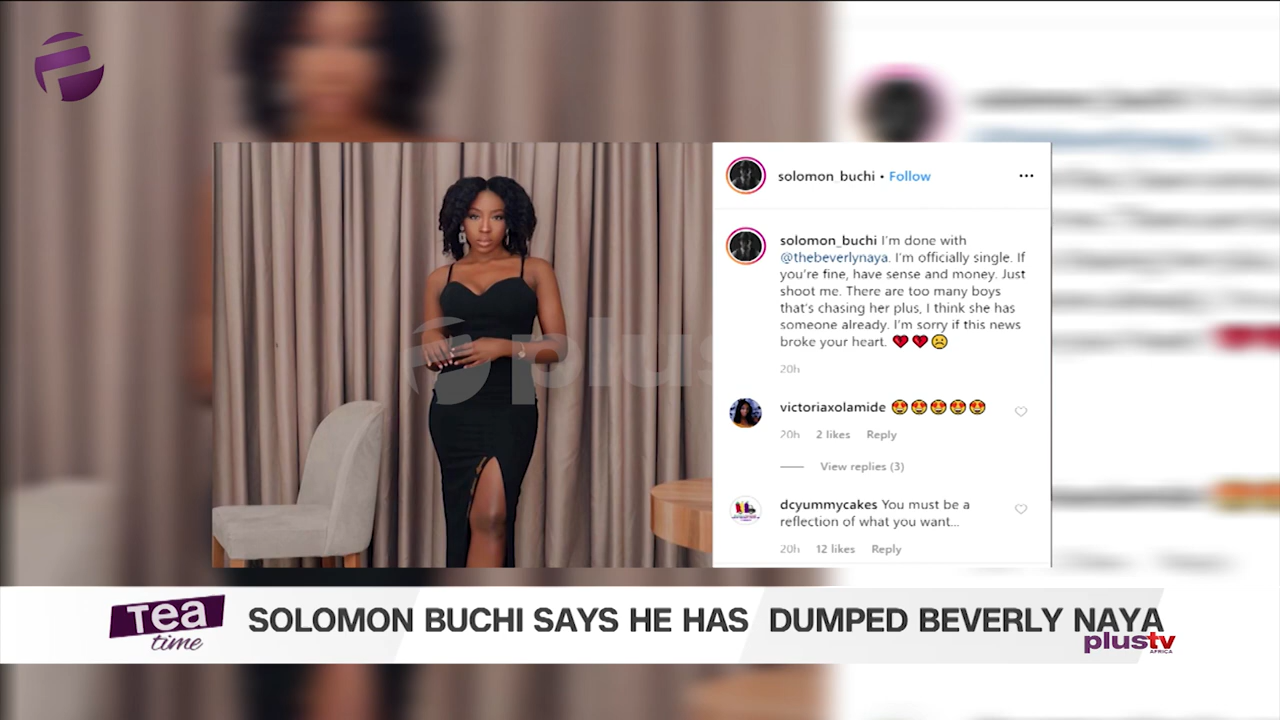 solomon_buchi • Follow
solomon_buchi I'm done with
@thebeverlynaya. I'm officially single. If
you're fine, have sense and money. Just
shoot me. There are too many boys
that's chasing her plus, I think she has
someone already. I'm sorry if this news
broke your heart. 💔💔☹️
20h
victoriaxolamide 😍😍😍😍😍
20h 2 likes Reply
View replies (3)
dcyummycakes You must be a
reflection of what you want...
20h 12 likes Reply
plus
Tea
time
SOLOMON BUCHI SAYS HE HAS DUMPED BEVERLY NAYA
plustv
AFRICA